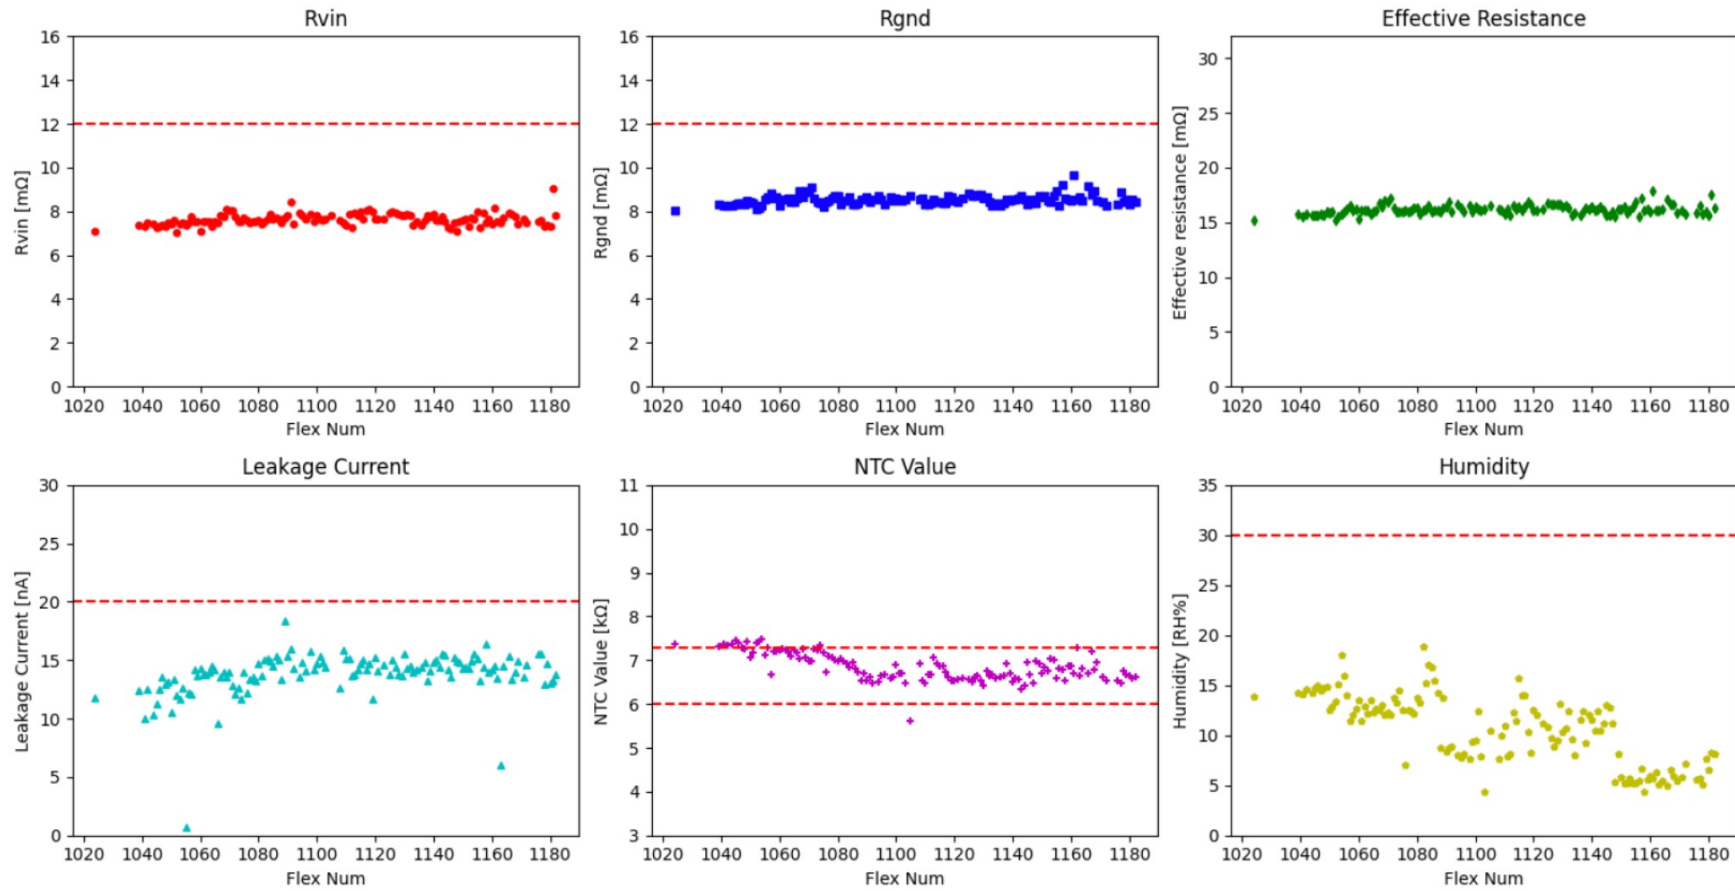 Rvin
Rvin [mΩ]
16
14
12
10
8
6
4
2
0
1020 1040 1060 1080 1100 1120 1140 1160 1180
Flex Num
Rgnd
Rgnd [mΩ]
16
14
12
10
8
6
4
2
0
1020 1040 1060 1080 1100 1120 1140 1160 1180
Flex Num
Effective Resistance
Effective resistance [mΩ]
30
25
20
15
10
5
0
1020 1040 1060 1080 1100 1120 1140 1160 1180
Flex Num
Leakage Current
Leakage Current [nA]
30
25
20
15
10
5
0
1020 1040 1060 1080 1100 1120 1140 1160 1180
Flex Num
NTC Value
NTC Value [kΩ]
11
10
9
8
7
6
5
4
3
1020 1040 1060 1080 1100 1120 1140 1160 1180
Flex Num
Humidity
Humidity [RH%]
35
30
25
20
15
10
5
0
1020 1040 1060 1080 1100 1120 1140 1160 1180
Flex Num